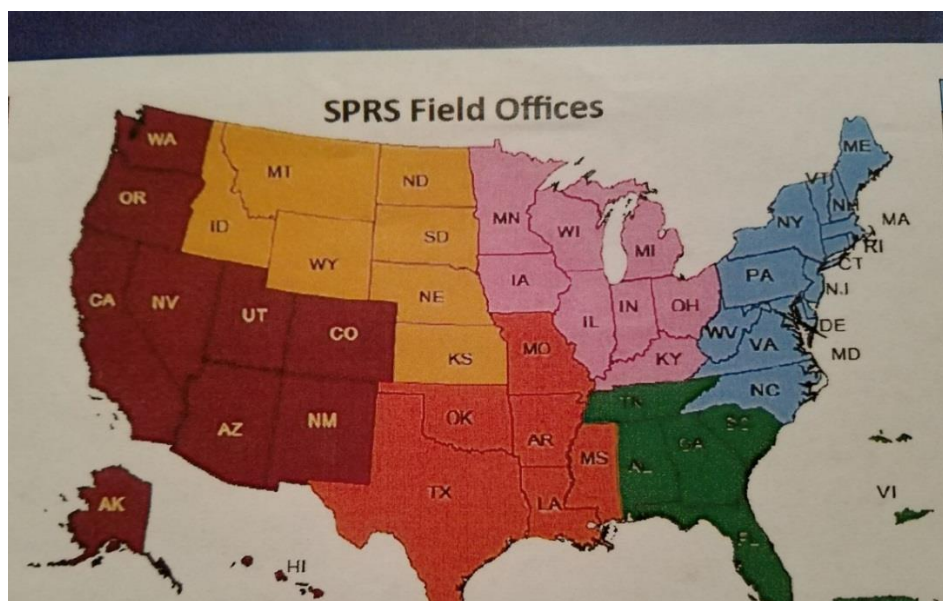 SPRS Field Offices
WA
MT
ND
ME
OR
ID
SD
MN
WI
MI
VT
NH
NY
MA
RI
CT
WY
NE
IA
PA
N.J
CA
NV
UT
CO
KS
IL
IN
OH
WV
VA
DE
MD
MO
KY
NC
AZ
NM
OK
AR
TN
SC
GA
MS
AL
TX
LA
FL
AK
HI
VI